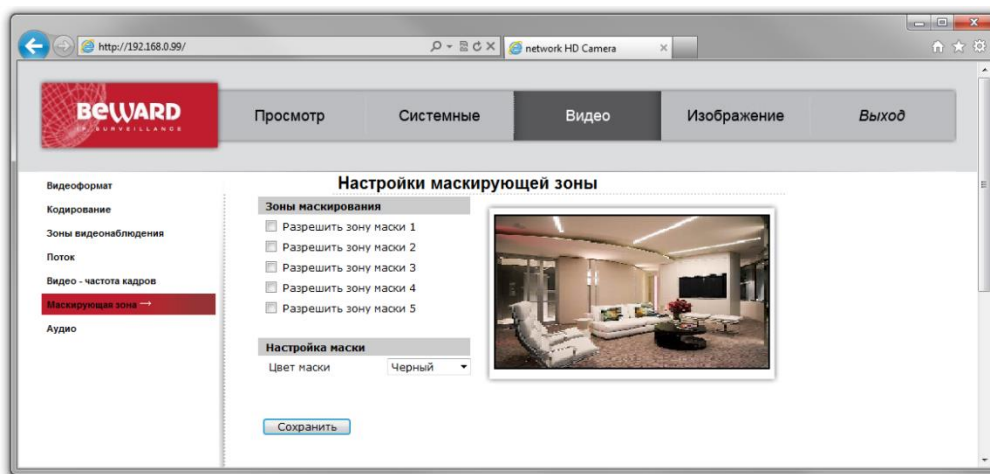 http://192.168.0.99/
network HD Camera
BEWARD
IP SURVEILLANCE
Просмотр
Системные
Видео
Изображение
Выход
Видеоформат
Кодирование
Зоны видеонаблюдения
Поток
Видео - частота кадров
Маскирующая зона →
Аудио
Настройки маскирующей зоны
Зоны маскирования
Разрешить зону маски 1
Разрешить зону маски 2
Разрешить зону маски 3
Разрешить зону маски 4
Разрешить зону маски 5
Настройка маски
Цвет маски Черный
Сохранить